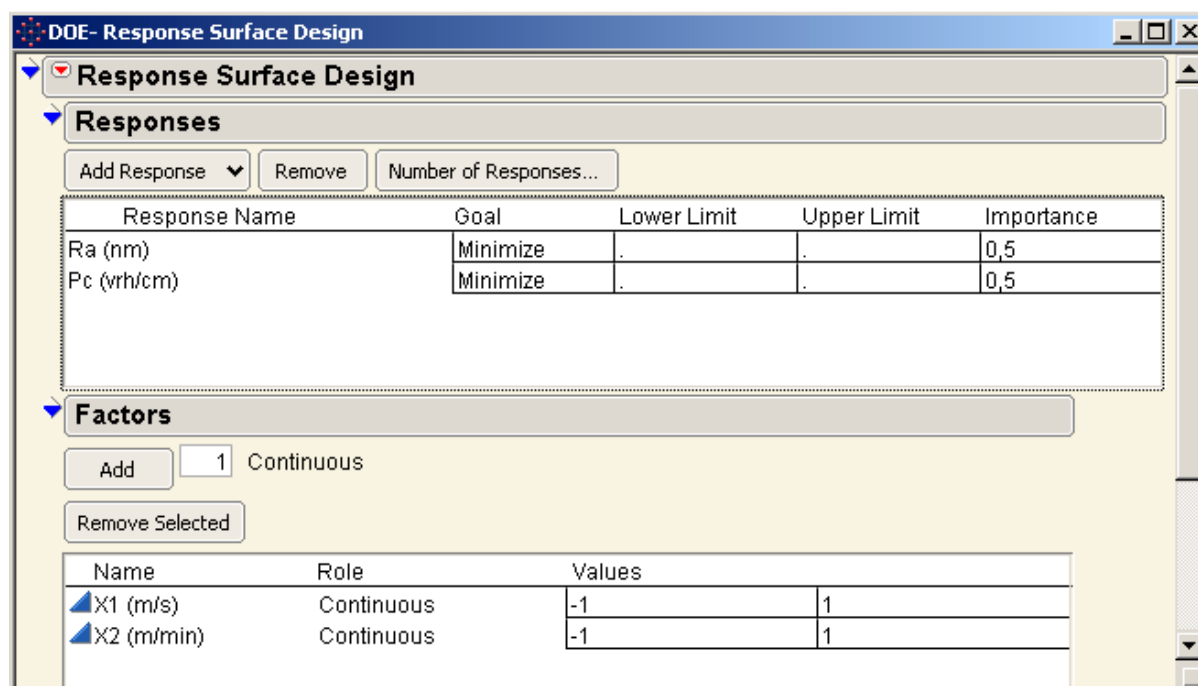 DOE- Response Surface Design
Response Surface Design
Responses
Add Response Remove Number of Responses...
Response Name Goal Lower Limit Upper Limit Importance
Ra (nm) Minimize . . 0,5
Pc (vrh/cm) Minimize . . 0,5
Factors
Add 1 Continuous
Remove Selected
Name Role Values
X1 (m/s) Continuous -1 1
X2 (m/min) Continuous -1 1